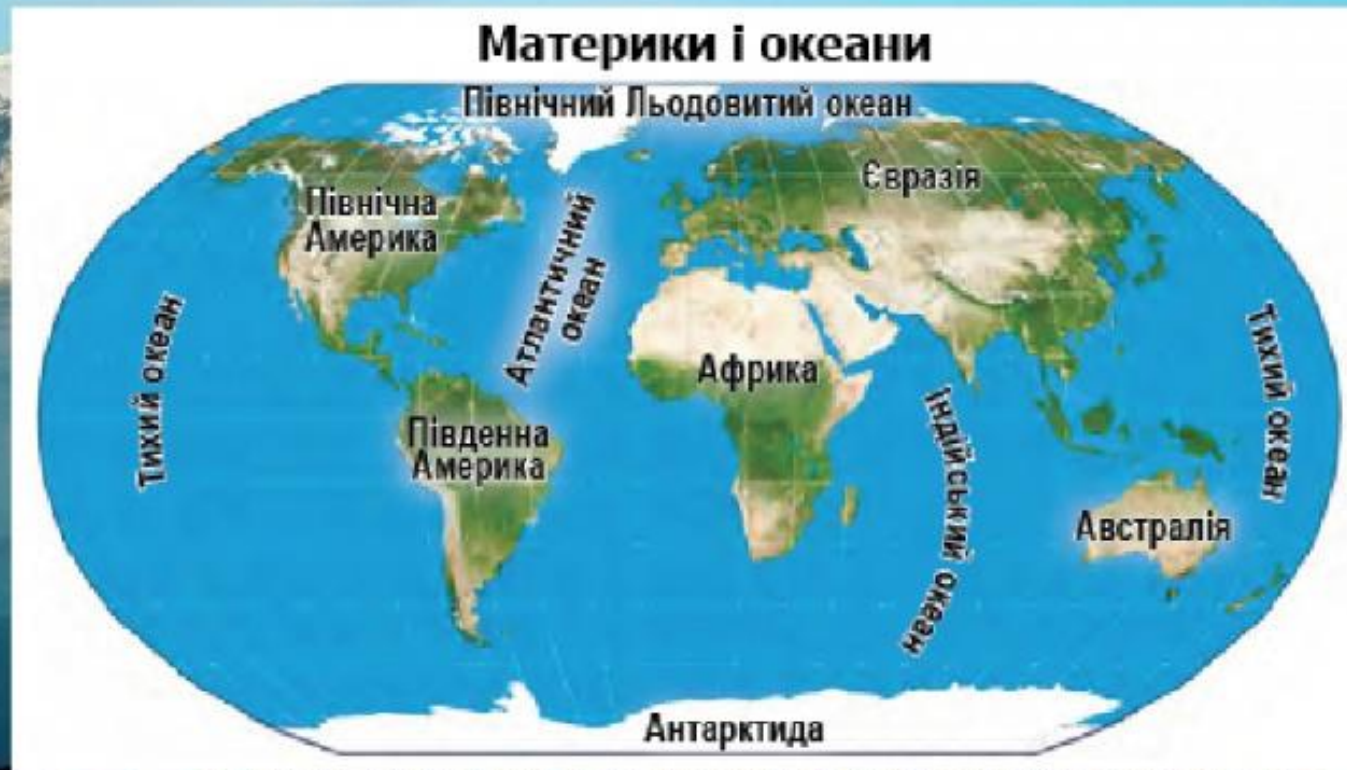 Материки і океани
Північний Льодовитий океан
Євразія
Північна
Америка
Атлантичний
океан
Тихий океан
Тихий океан
Африка
Південна
Америка
Індійський океан
Австралія
Антарктида